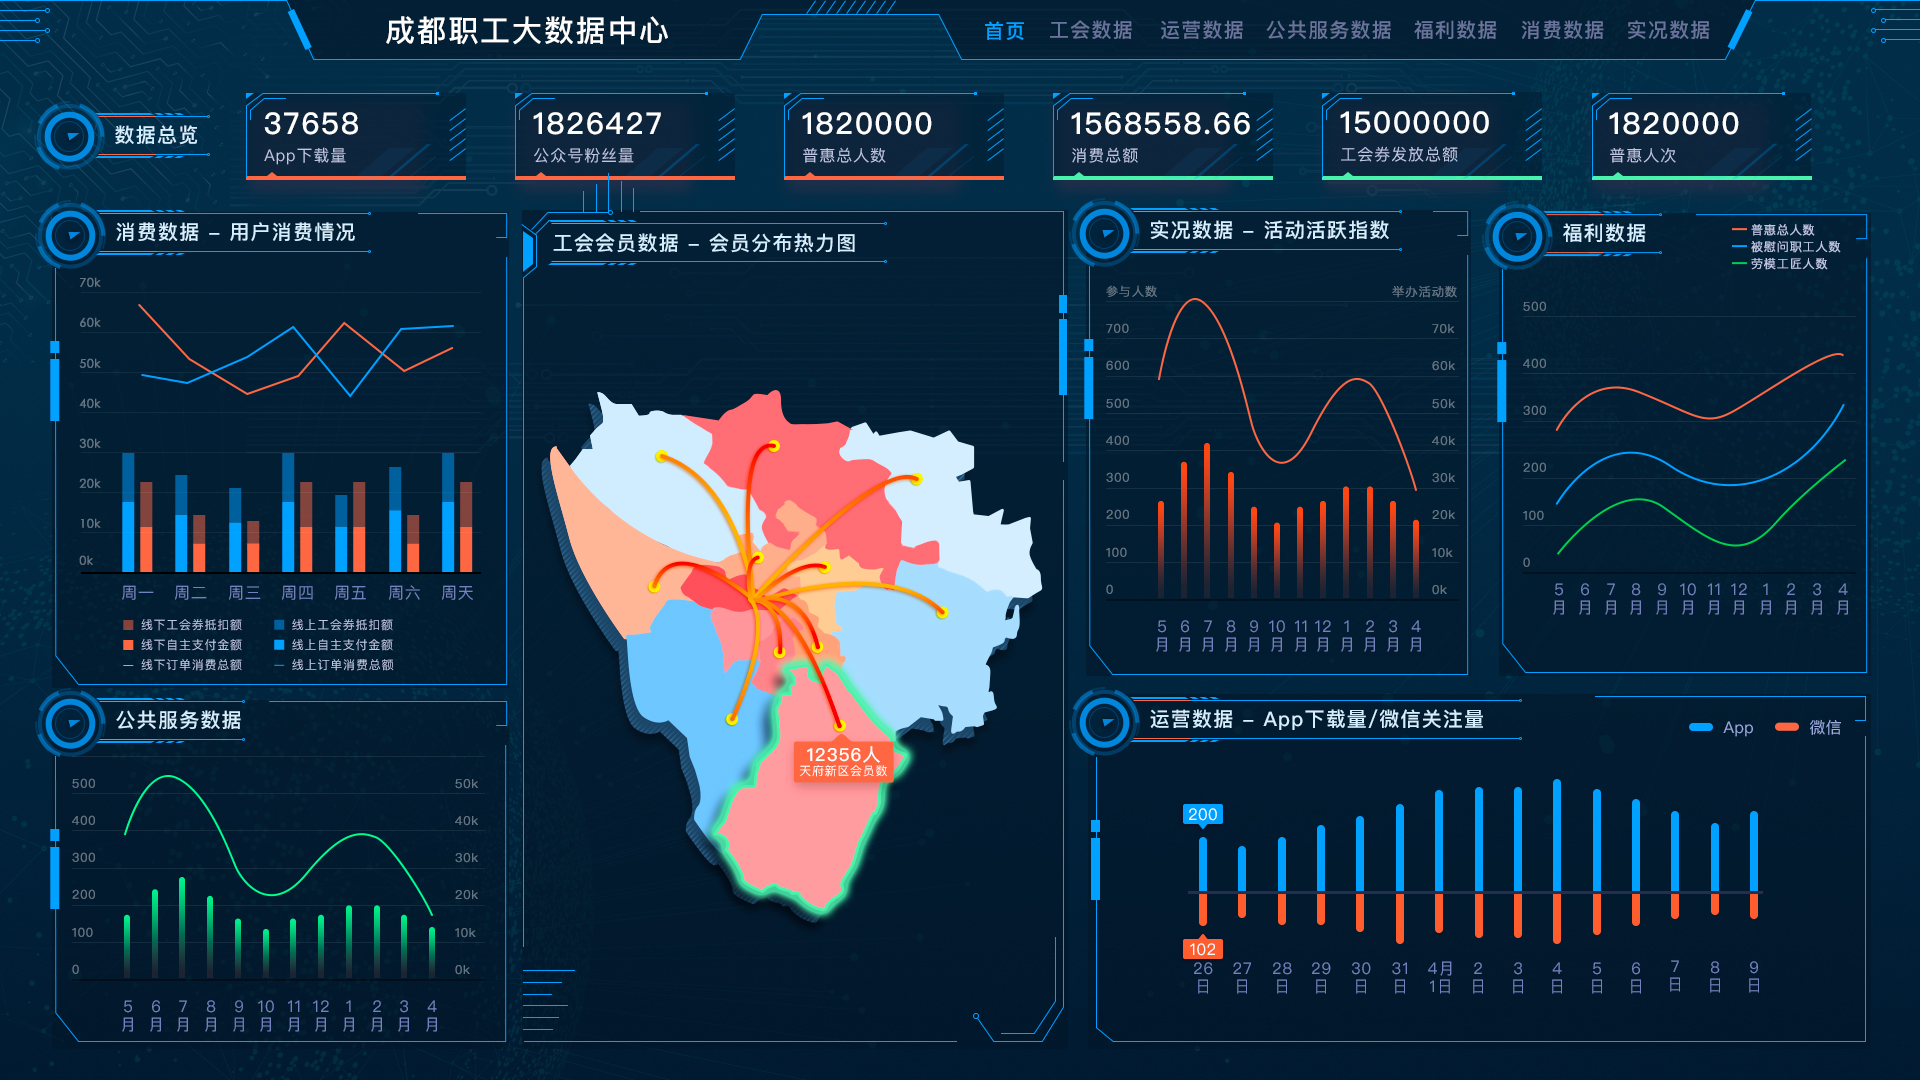 成都职工大数据中心
首页 工会数据 运营数据 公共服务数据 福利数据 消费数据 实况数据
数据总览
37658
App下载量
1826427
公众号粉丝量
1820000
普惠总人数
1568558.66
消费总额
15000000
工会券发放总额
1820000
普惠人次
消费数据 – 用户消费情况
70k
60k
50k
40k
30k
20k
10k
0k
周一 周二 周三 周四 周五 周六 周天
线下工会券抵扣额 线上工会券抵扣额
线下自主支付金额 线上自主支付金额
线下订单消费总额 线上订单消费总额
公共服务数据
500 50k
400 40k
300 30k
200 20k
100 10k
0 0k
5月 6月 7月 8月 9月 10月 11月 12月 1月 2月 3月 4月
工会会员数据 – 会员分布热力图
12356人
天府新区会员数
实况数据 – 活动活跃指数
参与人数 举办活动数
700 70k
600 60k
500 50k
400 40k
300 30k
200 20k
100 10k
0 0k
5月 6月 7月 8月 9月 10月 11月 12月 1月 2月 3月 4月
福利数据
普惠总人数
被慰问职工人数
劳模工匠人数
500
400
300
200
100
0
5月 6月 7月 8月 9月 10月 11月 12月 1月 2月 3月 4月
运营数据 – App下载量/微信关注量
App 微信
200
102
26日 27日 28日 29日 30日 31日 4月1日 2日 3日 4日 5日 6日 7日 8日 9日